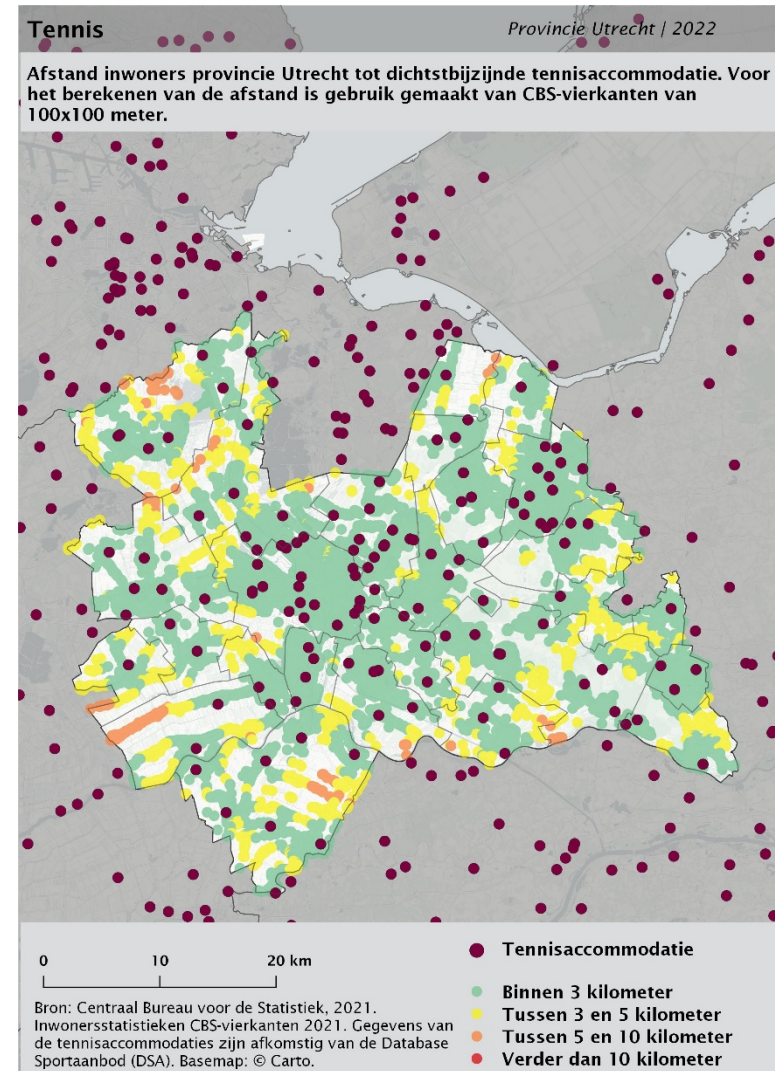 Tennis
Provincie Utrecht | 2022
Afstand inwoners provincie Utrecht tot dichtstbijzijnde tennisaccommodatie. Voor
het berekenen van de afstand is gebruik gemaakt van CBS-vierkanten van
100x100 meter.
0 10 20 km
Bron: Centraal Bureau voor de Statistiek, 2021.
Inwonersstatistieken CBS-vierkanten 2021. Gegevens van
de tennisaccommodaties zijn afkomstig van de Database
Sportaanbod (DSA). Basemap: © Carto.
Tennisaccommodatie
Binnen 3 kilometer
Tussen 3 en 5 kilometer
Tussen 5 en 10 kilometer
Verder dan 10 kilometer